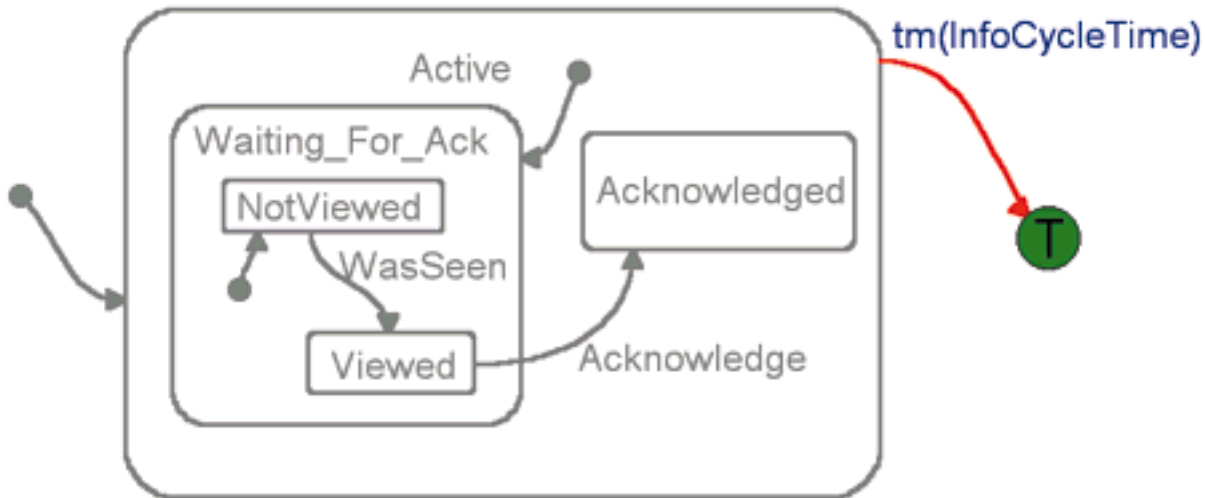 tm(InfoCycleTime)
Active
Waiting_For_Ack
NotViewed
Acknowledged
T
WasSeen
Viewed
Acknowledge